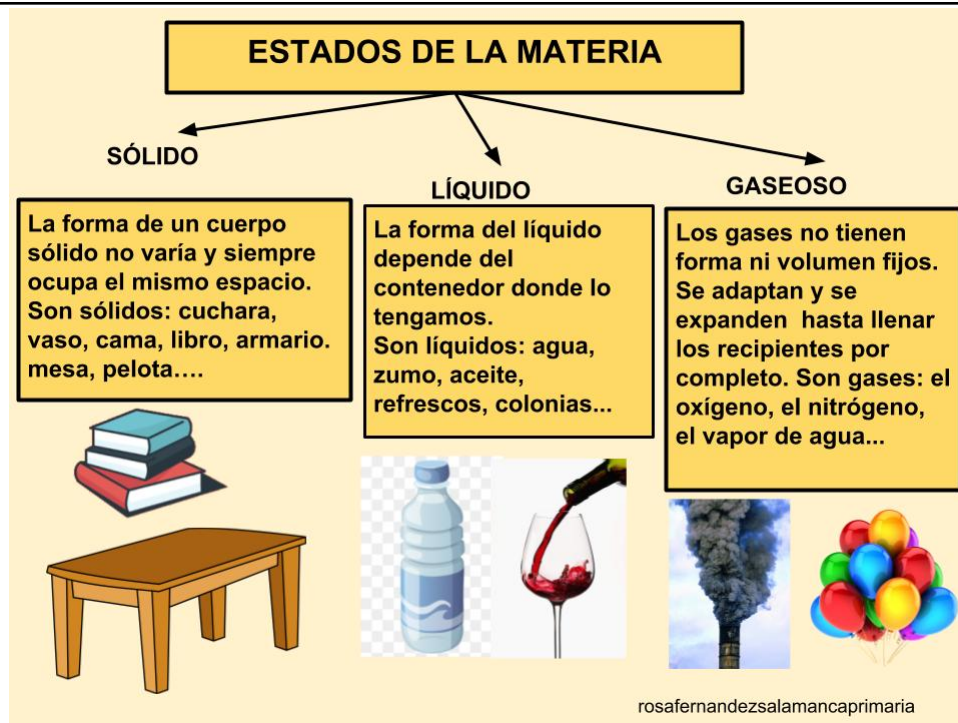 ESTADOS DE LA MATERIA
SÓLIDO
La forma de un cuerpo
sólido no varía y siempre
ocupa el mismo espacio.
Son sólidos: cuchara,
vaso, cama, libro, armario.
mesa, pelota….
LÍQUIDO
La forma del líquido
depende del
contenedor donde lo
tengamos.
Son líquidos: agua,
zumo, aceite,
refrescos, colonias...
GASEOSO
Los gases no tienen
forma ni volumen fijos.
Se adaptan y se
expanden  hasta llenar
los recipientes por
completo. Son gases: el
oxígeno, el nitrógeno,
el vapor de agua...
rosafernandezsalamancaprimaria